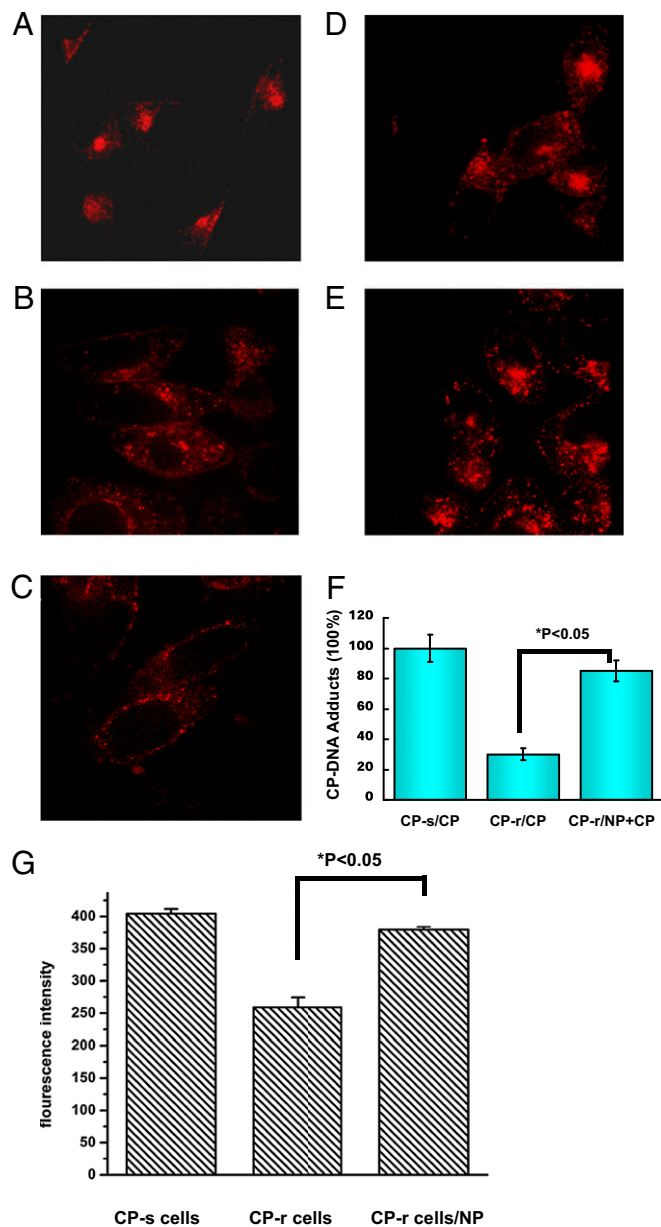 A
D
B
E
C
F
*P<0.05
CP-DNA Adducts (100%)
120
100
80
60
40
20
0
CP-s/CP CP-r/CP CP-r/NP+CP
G
*P<0.05
flourescence intensity
400
350
300
250
200
150
100
50
0
CP-s cells CP-r cells CP-r cells/NP